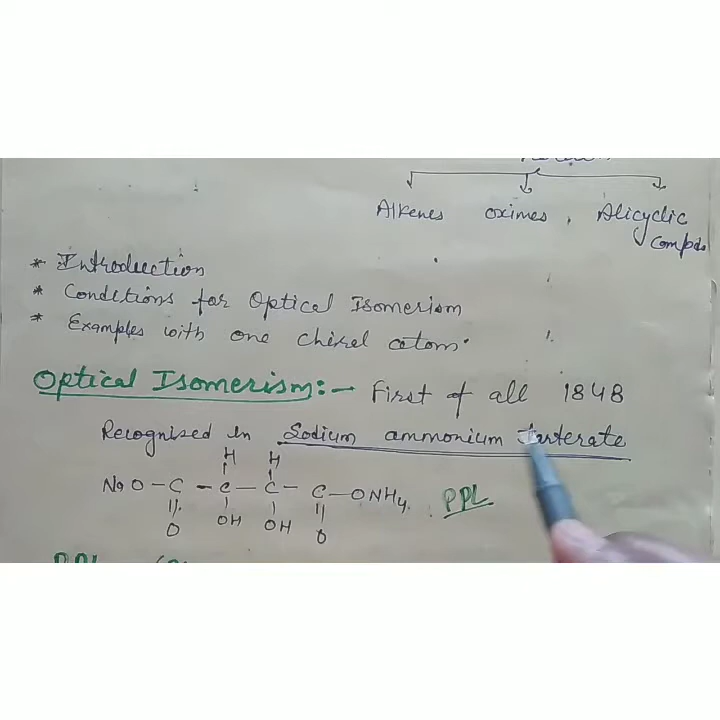 Alkenes oximes, Alicyclic
Compds
* Introduction
* Conditions for Optical Isomerism
* Examples with one chiral atom.
Optical Isomerism:- First of all 1848
Recognised in Sodium ammonium tarterate
H H
NaO-C-C-C-C-ONH4. PPL
O OH OH O